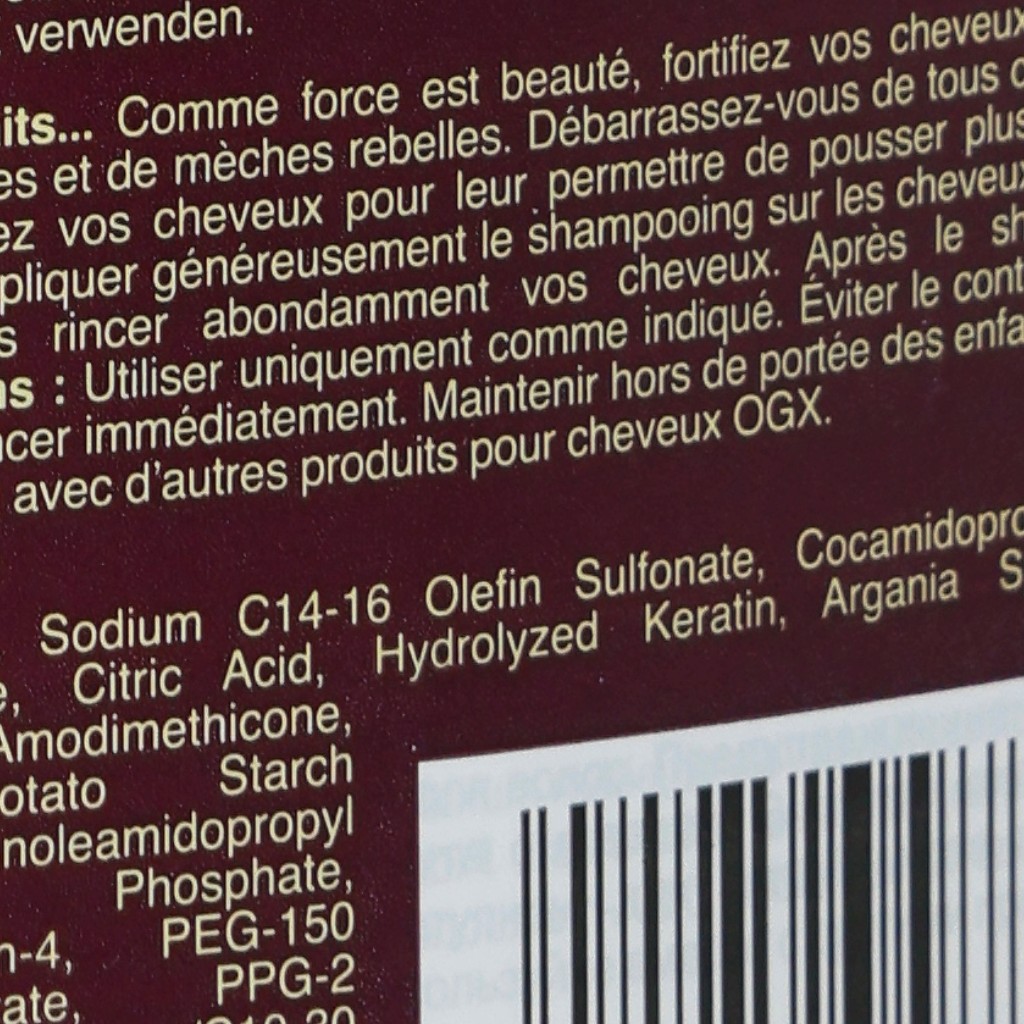 verwenden.
its... Comme force est beauté, fortifiez vos cheveux
es et de mèches rebelles. Débarrassez-vous de tous
ez vos cheveux pour leur permettre de pousser plus
pliquer généreusement le shampooing sur les cheveux
s rincer abondamment vos cheveux. Après le sh
ns : Utiliser uniquement comme indiqué. Éviter le cont
ncer immédiatement. Maintenir hors de portée des enfa
avec d'autres produits pour cheveux OGX.
Sodium C14-16 Olefin Sulfonate, Cocamidopro
e, Citric Acid, Hydrolyzed Keratin, Argania S
Amodimethicone,
otato Starch
noleamidopropyl
Phosphate,
n-4, PEG-150
ate, PPG-2